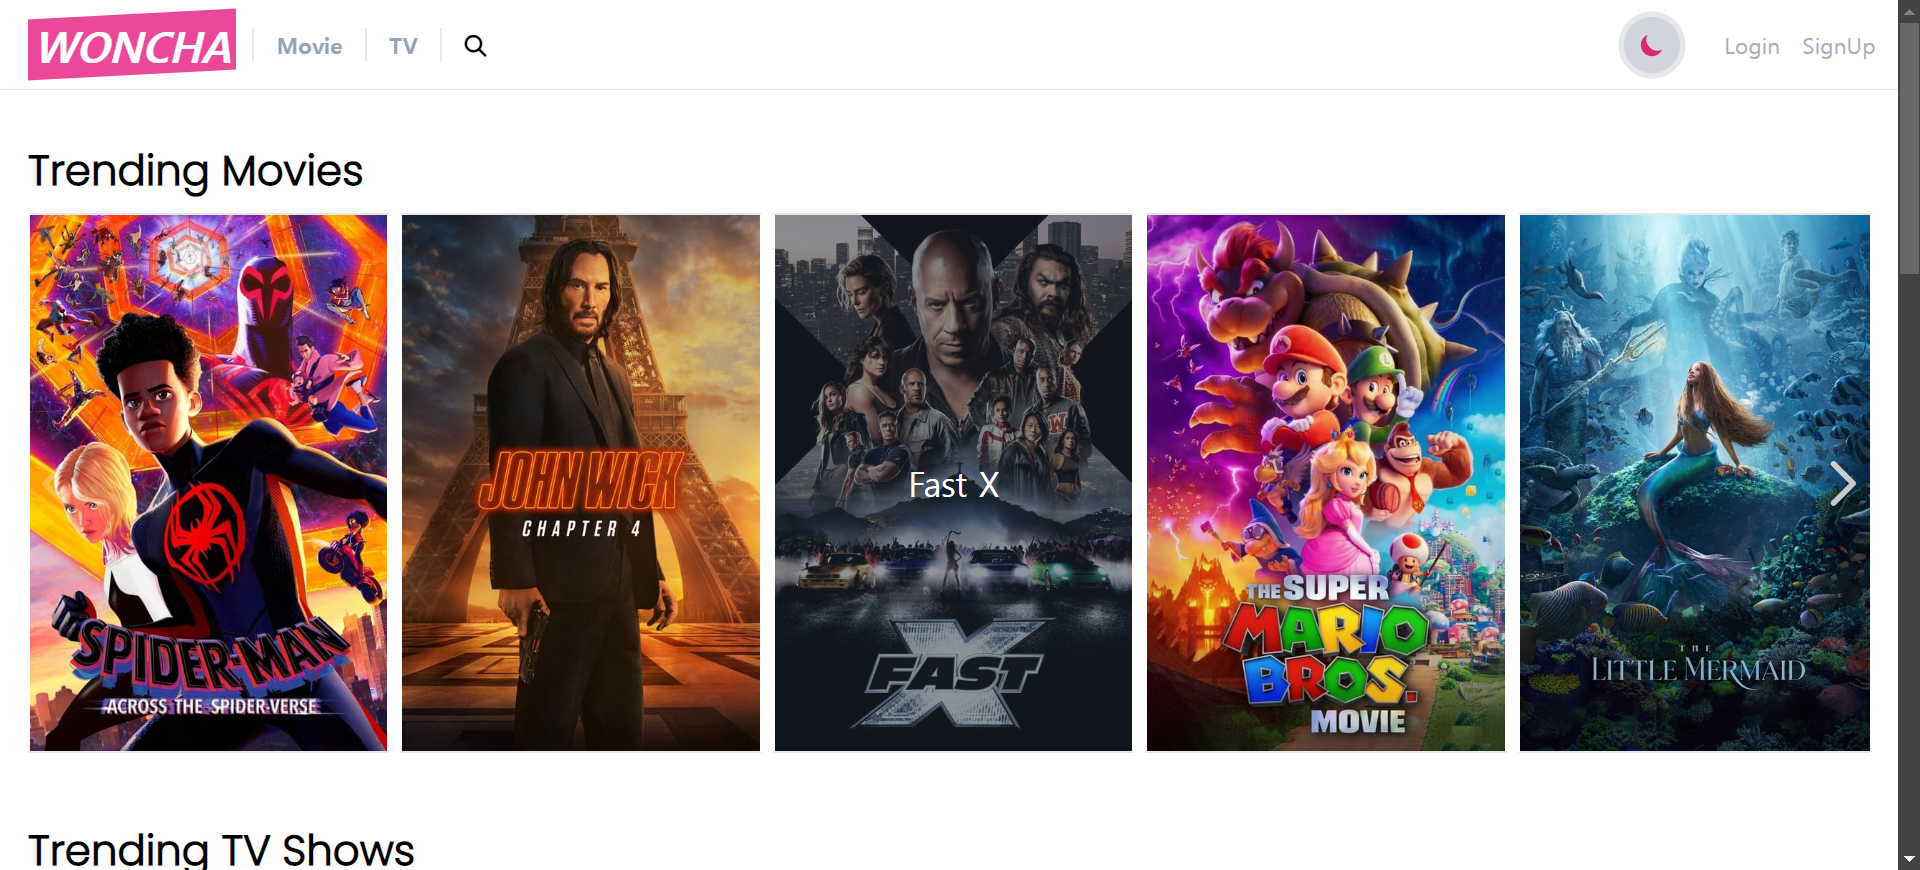 WONCHA
Movie
TV
Login
SignUp
Trending Movies
SPIDER-MAN
ACROSS THE SPIDER-VERSE
JOHN WICK
CHAPTER 4
W
Fast X
FAST X
THE SUPER
MARIO
BROS.
MOVIE
THE
LITTLE MERMAID
Trending TV Shows